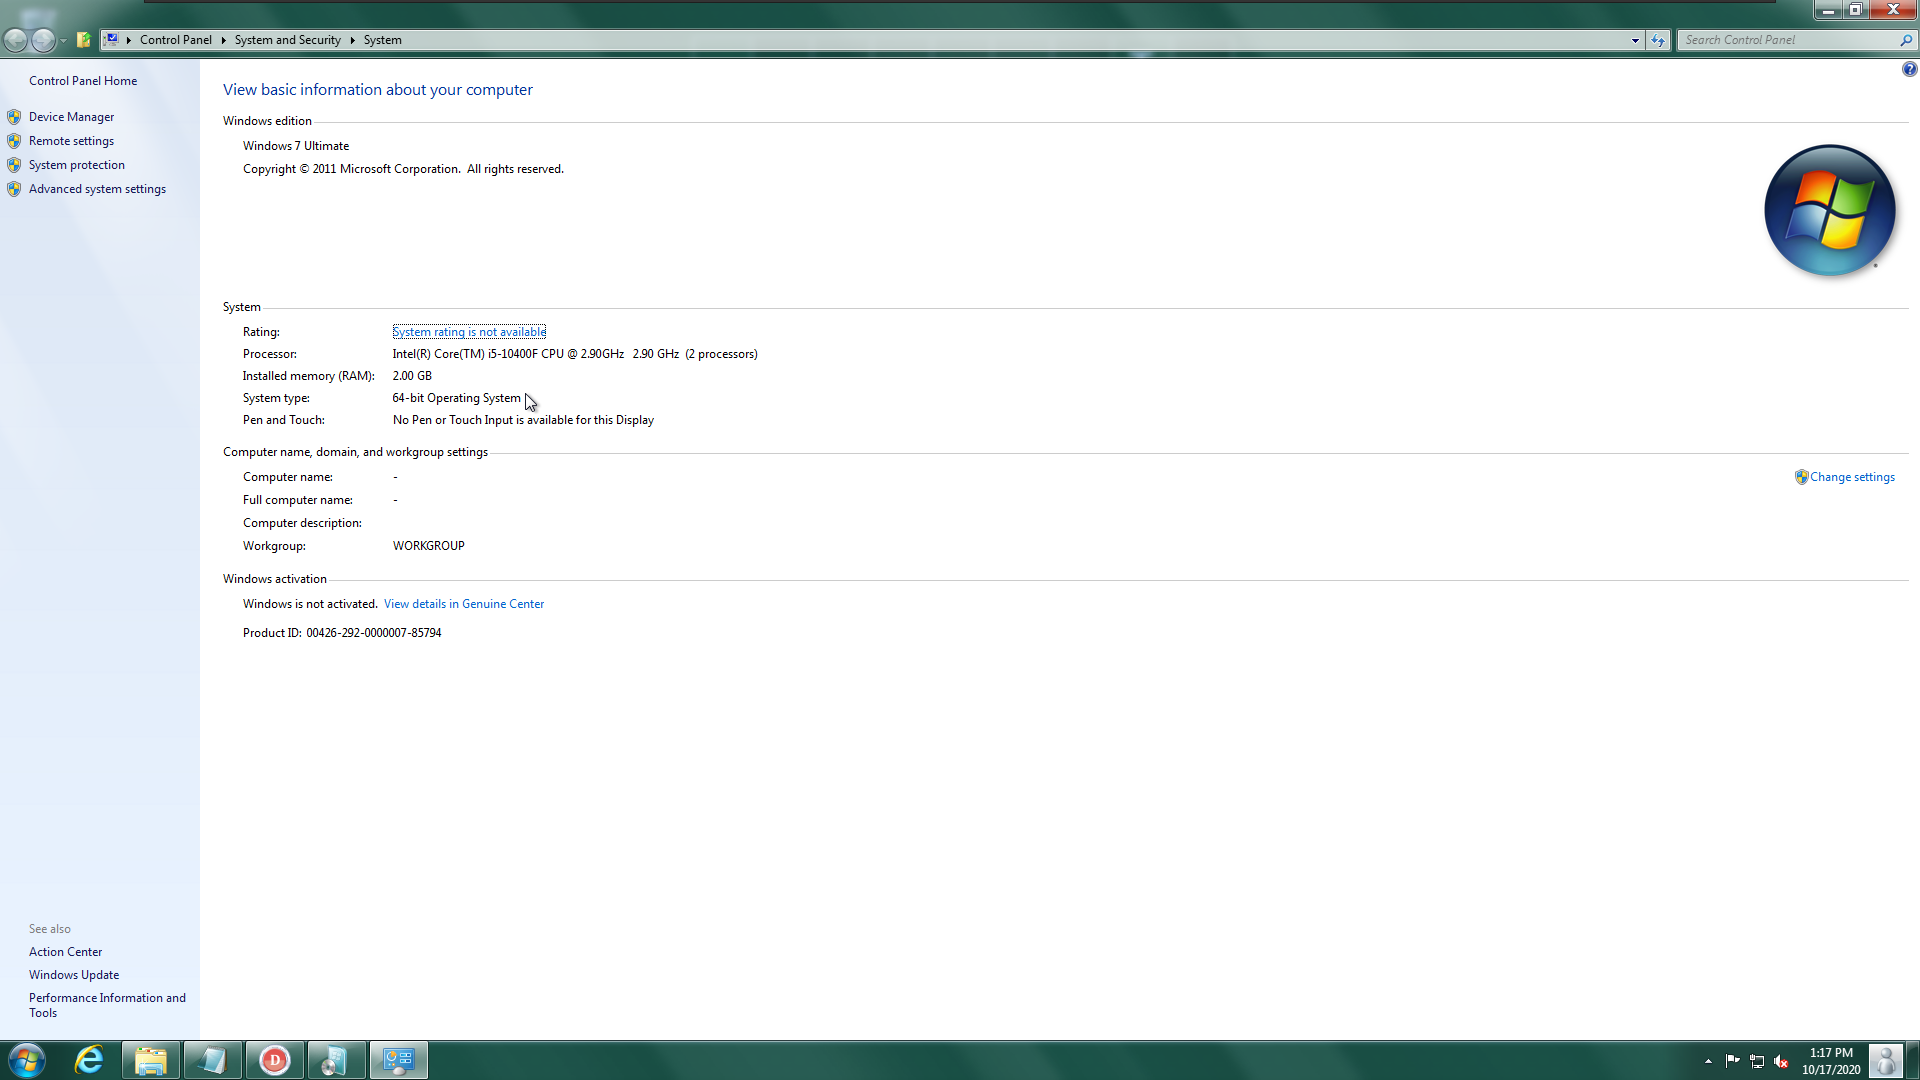 Control Panel
System and Security
System
Search Control Panel
Control Panel Home
Device Manager
Remote settings
System protection
Advanced system settings
View basic information about your computer
Windows edition
Windows 7 Ultimate
Copyright © 2011 Microsoft Corporation.  All rights reserved.
System
Rating: System rating is not available
Processor: Intel(R) Core(TM) i5-10400F CPU @ 2.90GHz   2.90 GHz  (2 processors)
Installed memory (RAM): 2.00 GB
System type: 64-bit Operating System
Pen and Touch: No Pen or Touch Input is available for this Display
Computer name, domain, and workgroup settings
Computer name: -
Change settings
Full computer name: -
Computer description:
Workgroup: WORKGROUP
Windows activation
Windows is not activated.  View details in Genuine Center
Product ID: 00426-292-0000007-85794
See also
Action Center
Windows Update
Performance Information and
Tools
D
1:17 PM
10/17/2020